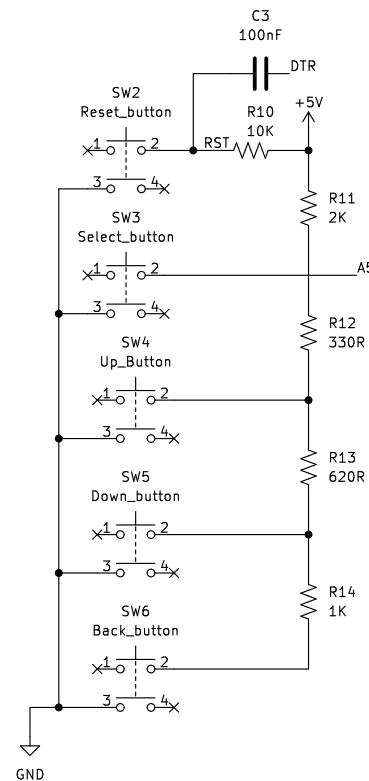 C3
100nF
DTR
SW2
Reset_button
+5V
R10
10K
1
2
RST
3
4
R11
2K
SW3
Select_button
1
2
A5
3
4
R12
330R
SW4
Up_Button
1
2
3
4
SW5
R13
620R
Down_button
1
2
3
4
R14
1K
SW6
Back_button
1
2
3
4
GND